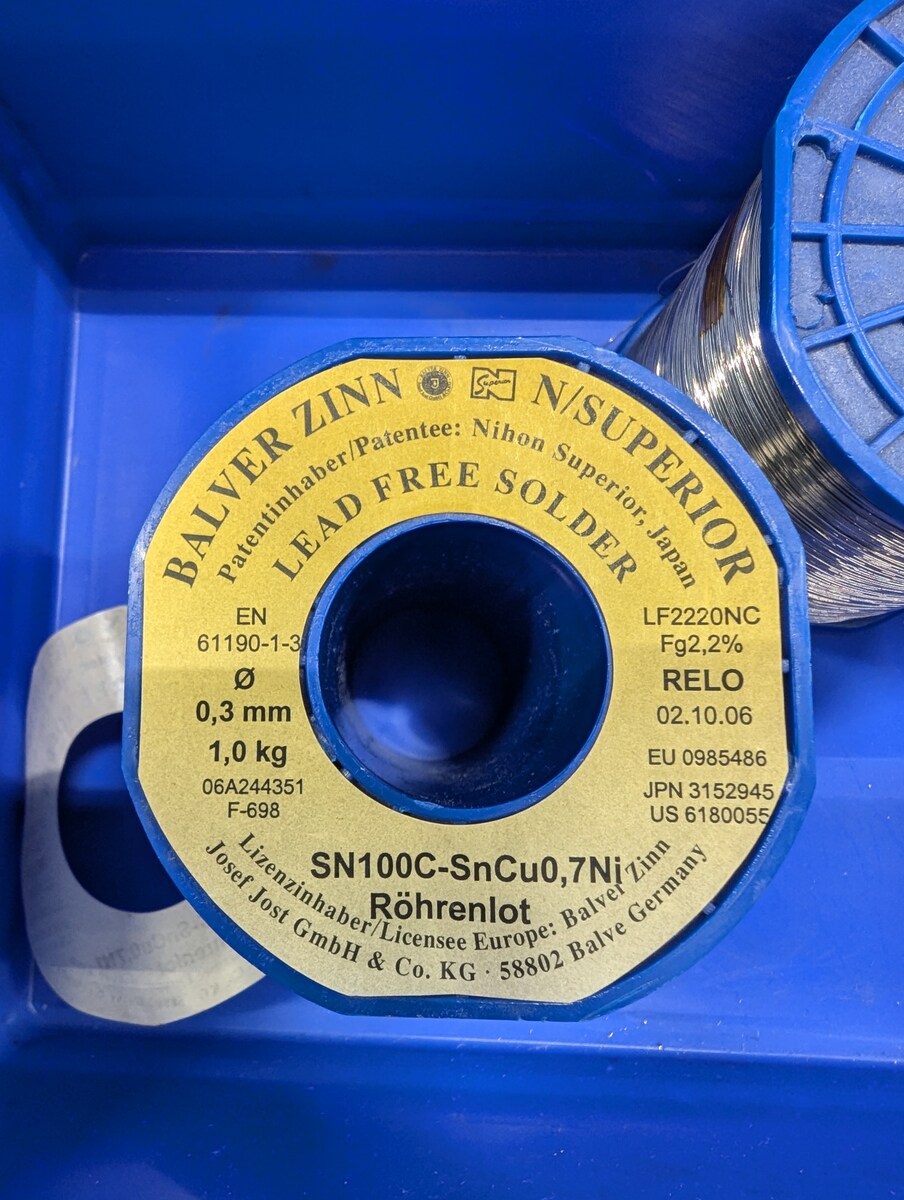 BALVER ZINN Superior N N/SUPERIOR
Patentinhaber/Patentee: Nihon Superior, Japan
LEAD FREE SOLDER
EN
61190-1-3
Ø
0,3 mm
1,0 kg
06A244351
F-698
LF2220NC
Fg2,2%
RELO
02.10.06
EU 0985486
JPN 3152945
US 6180055
SN100C-SnCu0,7Ni
Röhrenlot
Lizenzinhaber/Licensee Europe: Balver Zinn
Josef Jost GmbH & Co. KG · 58802 Balve Germany